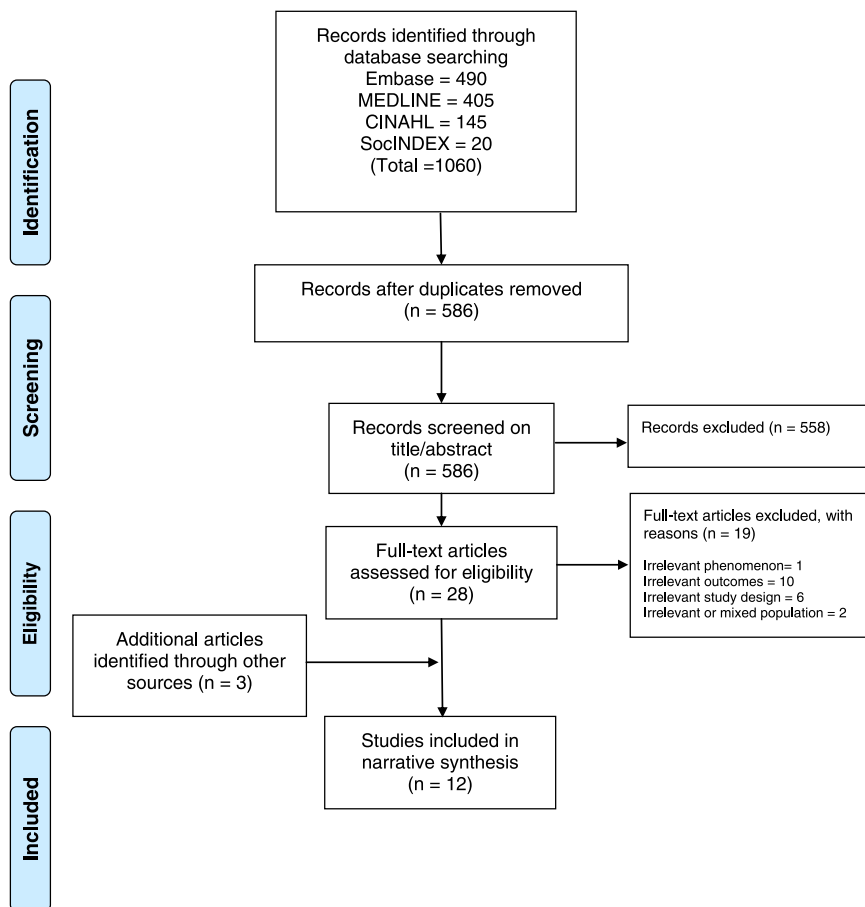 Identification
Records identified through
database searching
Embase = 490
MEDLINE = 405
CINAHL = 145
SocINDEX = 20
(Total =1060)
Screening
Records after duplicates removed
(n = 586)
Records screened on
title/abstract
(n = 586)
Records excluded (n = 558)
Eligibility
Full-text articles
assessed for eligibility
(n = 28)
Full-text articles excluded, with
reasons (n = 19)
Irrelevant phenomenon= 1
Irrelevant outcomes = 10
Irrelevant study design = 6
Irrelevant or mixed population = 2
Additional articles
identified through other
sources (n = 3)
Included
Studies included in
narrative synthesis
(n = 12)